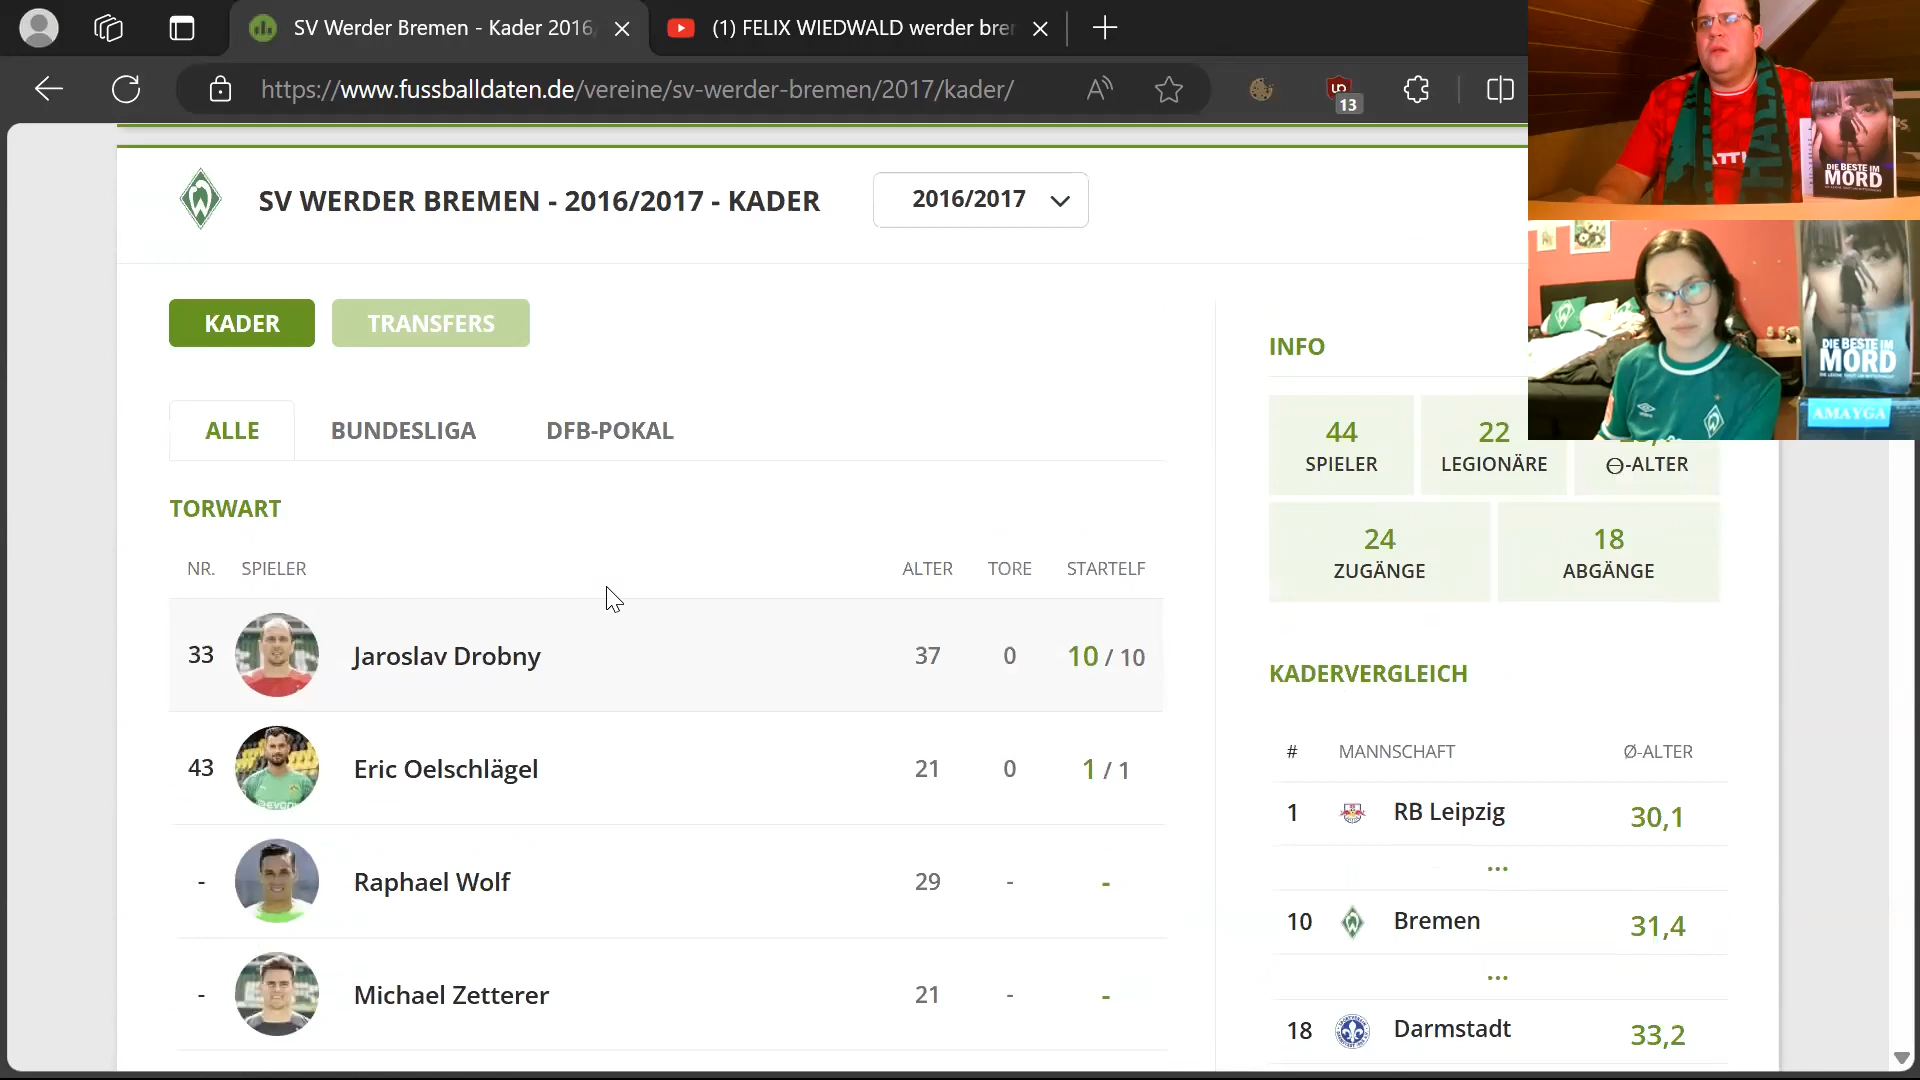 SV Werder Bremen - Kader 2016
(1) FELIX WIEDWALD werder brer
https://www.fussballdaten.de/vereine/sv-werder-bremen/2017/kader/
13
SV WERDER BREMEN - 2016/2017 - KADER
2016/2017
KADER
TRANSFERS
ALLE
BUNDESLIGA
DFB-POKAL
TORWART
NR.
SPIELER
ALTER
TORE
STARTELF
33
Jaroslav Drobny
37
0
10 / 10
43
Eric Oelschlägel
21
0
1 / 1
-
Raphael Wolf
29
-
-
-
Michael Zetterer
21
-
-
INFO
44
SPIELER
22
LEGIONÄRE
Ø-ALTER
24
ZUGÄNGE
18
ABGÄNGE
KADERVERGLEICH
#
MANNSCHAFT
Ø-ALTER
1
RB Leipzig
30,1
...
10
Bremen
31,4
...
18
Darmstadt
33,2
DIE BESTE IM
MORD
DIE BESTE IM
MORD
AMAYGA